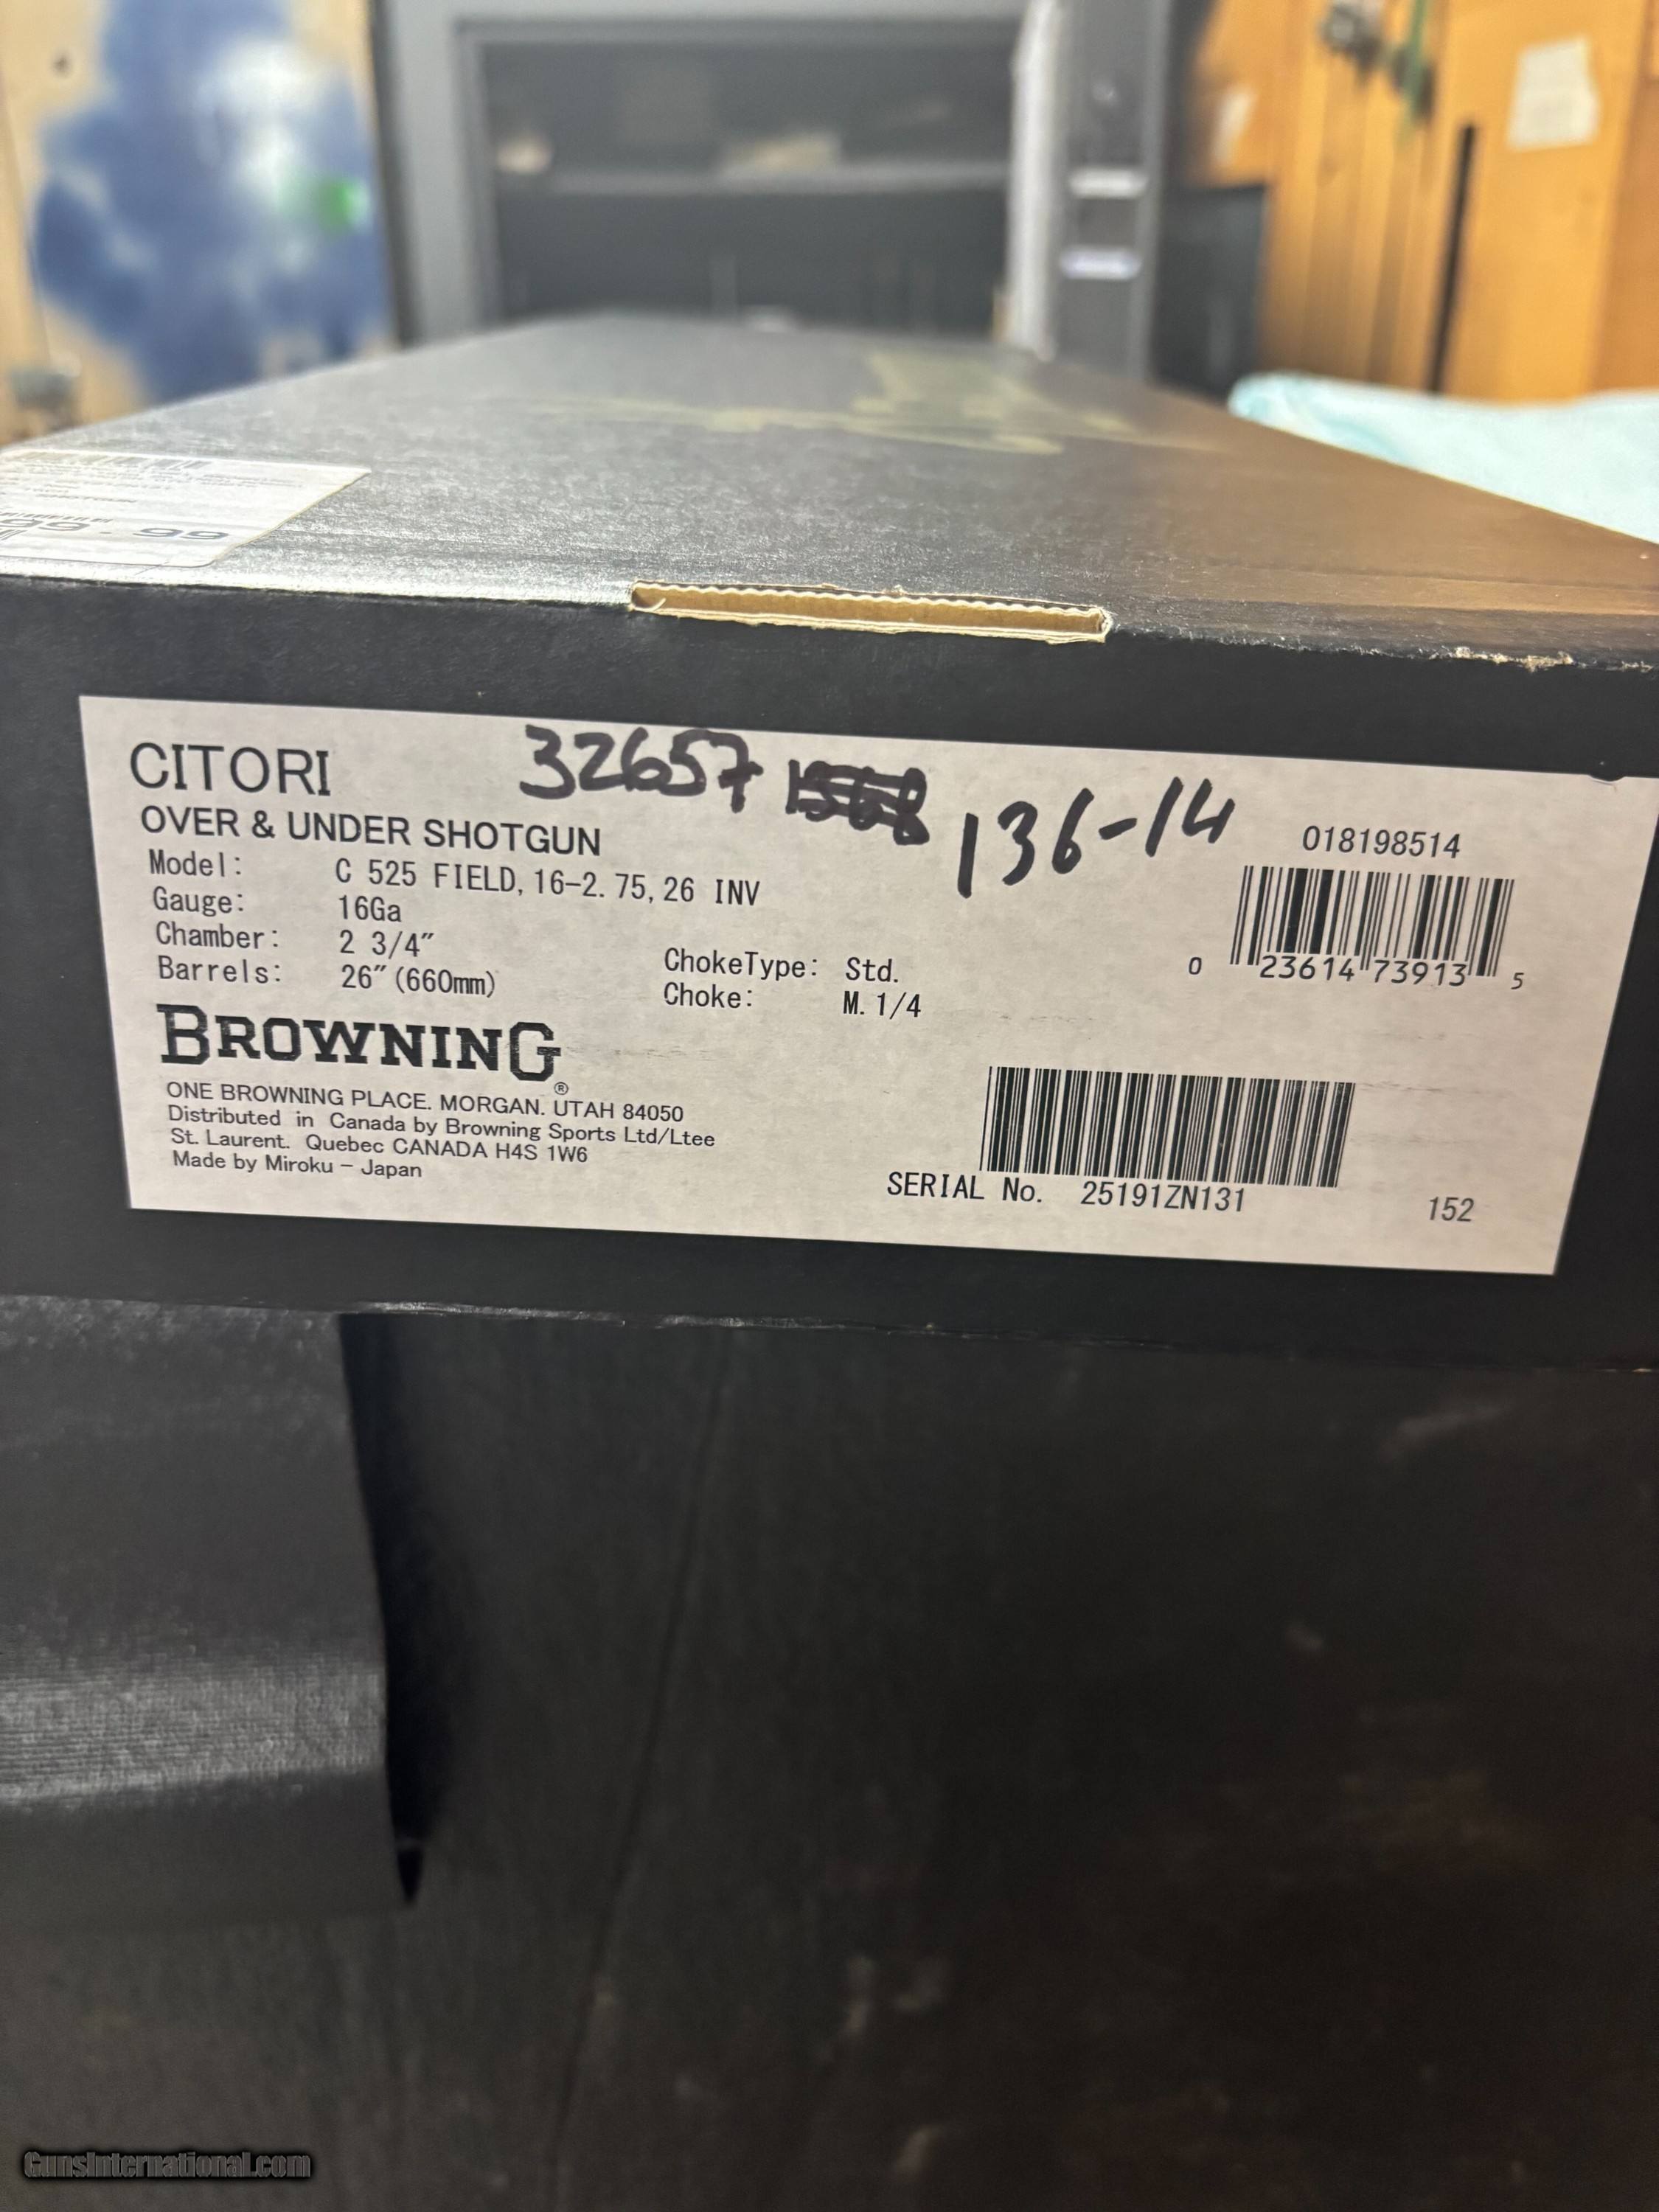 99.99
CITORI
32657
136-14
OVER & UNDER SHOTGUN
Model: C 525 FIELD, 16-2.75, 26 INV
Gauge: 16Ga
Chamber: 2 3/4"
Barrels: 26"(660mm)
ChokeType: Std.
Choke: M. 1/4
018198514
0 23614 73913 5
BROWNING®
ONE BROWNING PLACE. MORGAN. UTAH 84050
Distributed in Canada by Browning Sports Ltd/Ltee
St. Laurent. Quebec CANADA H4S 1W6
Made by Miroku - Japan
SERIAL No. 25191ZN131
152
GunsInternational.com